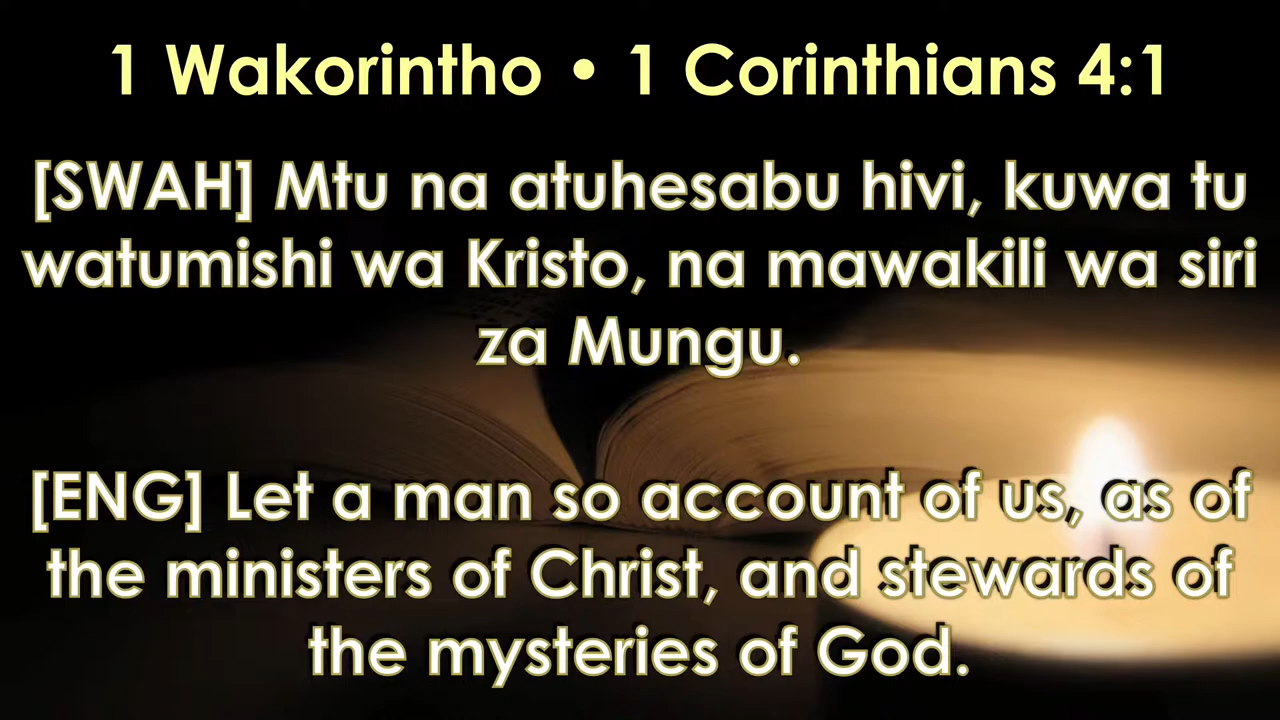 1 Wakorintho • 1 Corinthians 4:1
[SWAH] Mtu na atuhesabu hivi, kuwa tu
watumishi wa Kristo, na mawakili wa siri
za Mungu.
[ENG] Let a man so account of us, as of
the ministers of Christ, and stewards of
the mysteries of God.